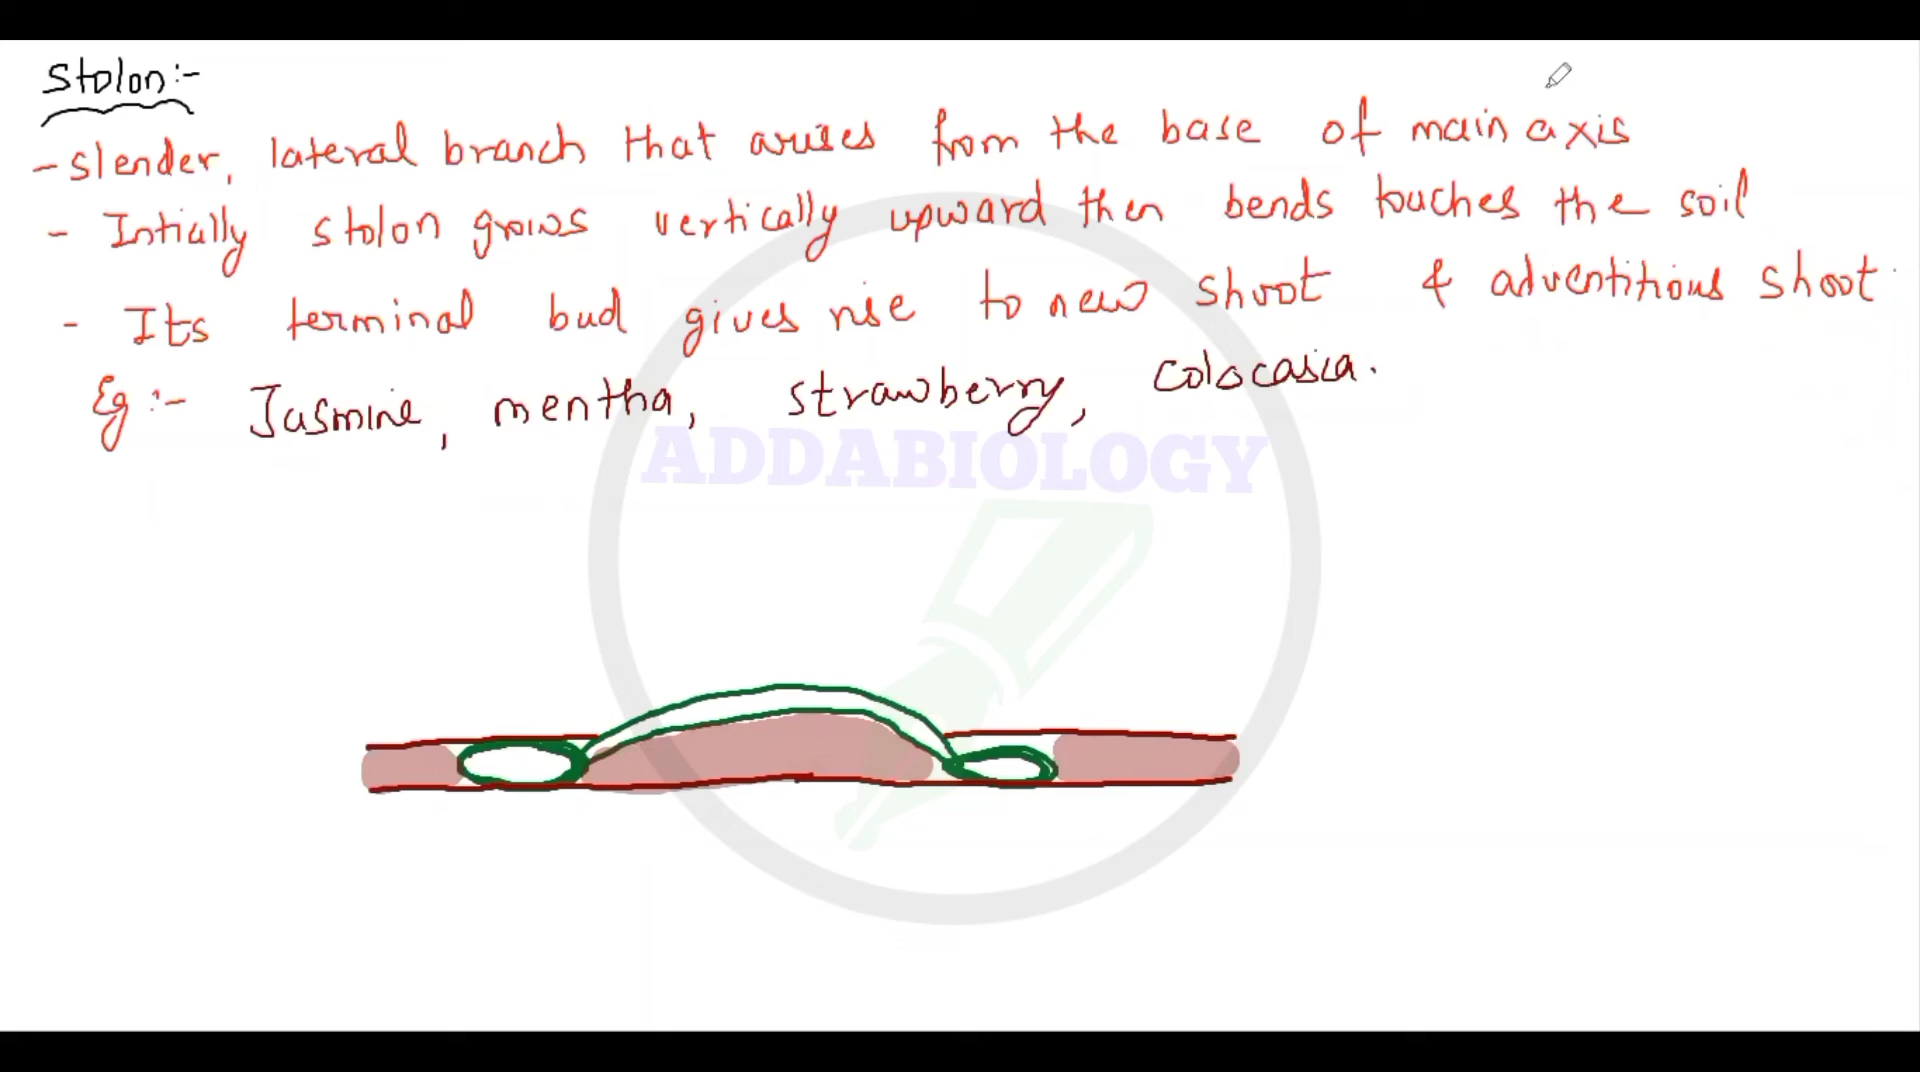 Stolon:-
- Slender, lateral branch that arises from the base of main axis
- Intially stolon grows vertically upward then bends touches the soil
- Its terminal bud gives rise to new shoot & adventitious shoot.
Eg:- Jasmine, mentha, strawberry, colocasia.
ADDABIOLOGY